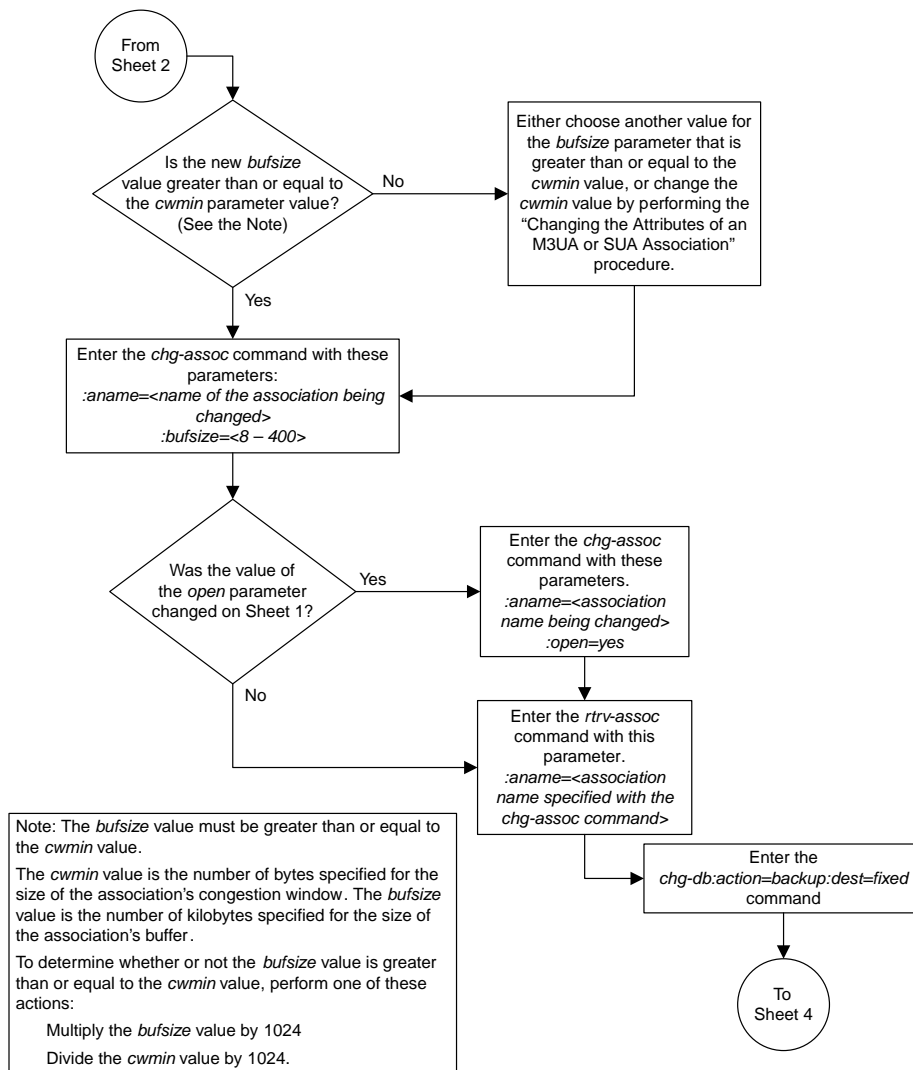 From
Sheet 2
Is the new bufsize
value greater than or equal to
the cwmin parameter value?
(See the Note)
No
Either choose another value for
the bufsize parameter that is
greater than or equal to the
cwmin value, or change the
cwmin value by performing the
“Changing the Attributes of an
M3UA or SUA Association”
procedure.
Yes
Enter the chg-assoc command with these
parameters:
:aname=<name of the association being
changed>
:bufsize=<8 – 400>
Was the value of
the open parameter
changed on Sheet 1?
Yes
Enter the chg-assoc
command with these
parameters.
:aname=<association
name being changed>
:open=yes
No
Enter the rtrv-assoc
command with this
parameter.
:aname=<association
name specified with the
chg-assoc command>
Enter the
chg-db:action=backup:dest=fixed
command
To
Sheet 4
Note: The bufsize value must be greater than or equal to
the cwmin value.
The cwmin value is the number of bytes specified for the
size of the association’s congestion window. The bufsize
value is the number of kilobytes specified for the size of
the association’s buffer.
To determine whether or not the bufsize value is greater
than or equal to the cwmin value, perform one of these
actions:
Multiply the bufsize value by 1024
Divide the cwmin value by 1024.